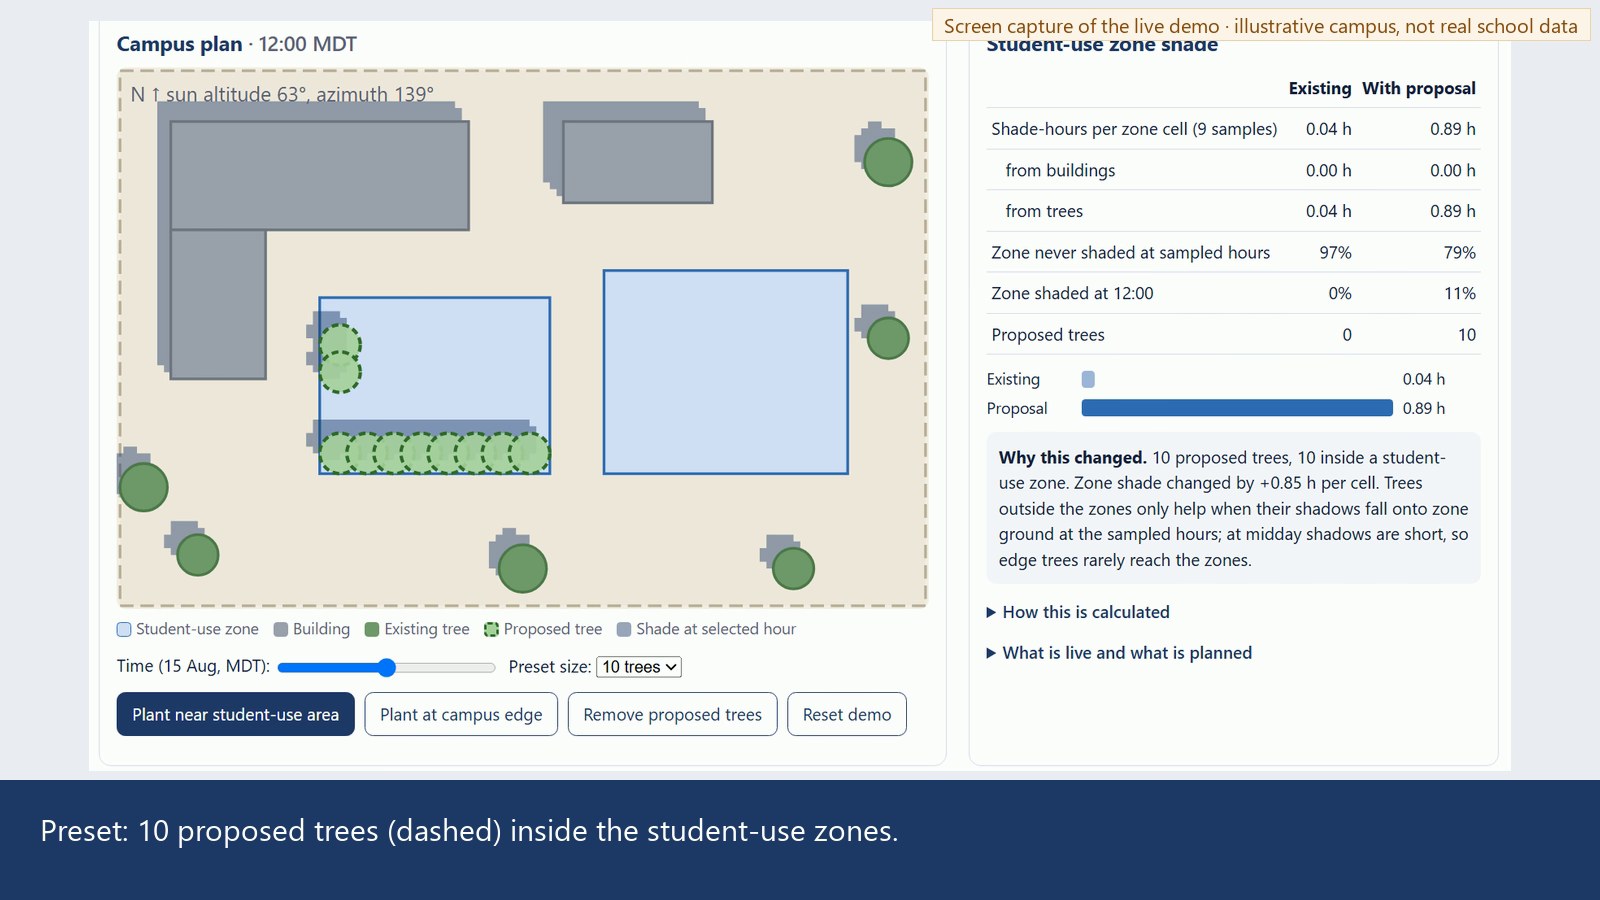 Screen capture of the live demo · illustrative campus, not real school data
Campus plan · 12:00 MDT
N ↑ sun altitude 63°, azimuth 139°
Student-use zone
Building
Existing tree
Proposed tree
Shade at selected hour
Time (15 Aug, MDT):
Preset size: 10 trees
Plant near student-use area
Plant at campus edge
Remove proposed trees
Reset demo
Student-use zone shade
Existing With proposal
Shade-hours per zone cell (9 samples) 0.04 h 0.89 h
from buildings 0.00 h 0.00 h
from trees 0.04 h 0.89 h
Zone never shaded at sampled hours 97% 79%
Zone shaded at 12:00 0% 11%
Proposed trees 0 10
Existing 0.04 h
Proposal 0.89 h
Why this changed. 10 proposed trees, 10 inside a student-
use zone. Zone shade changed by +0.85 h per cell. Trees
outside the zones only help when their shadows fall onto zone
ground at the sampled hours; at midday shadows are short, so
edge trees rarely reach the zones.
▶ How this is calculated
▶ What is live and what is planned
Preset: 10 proposed trees (dashed) inside the student-use zones.